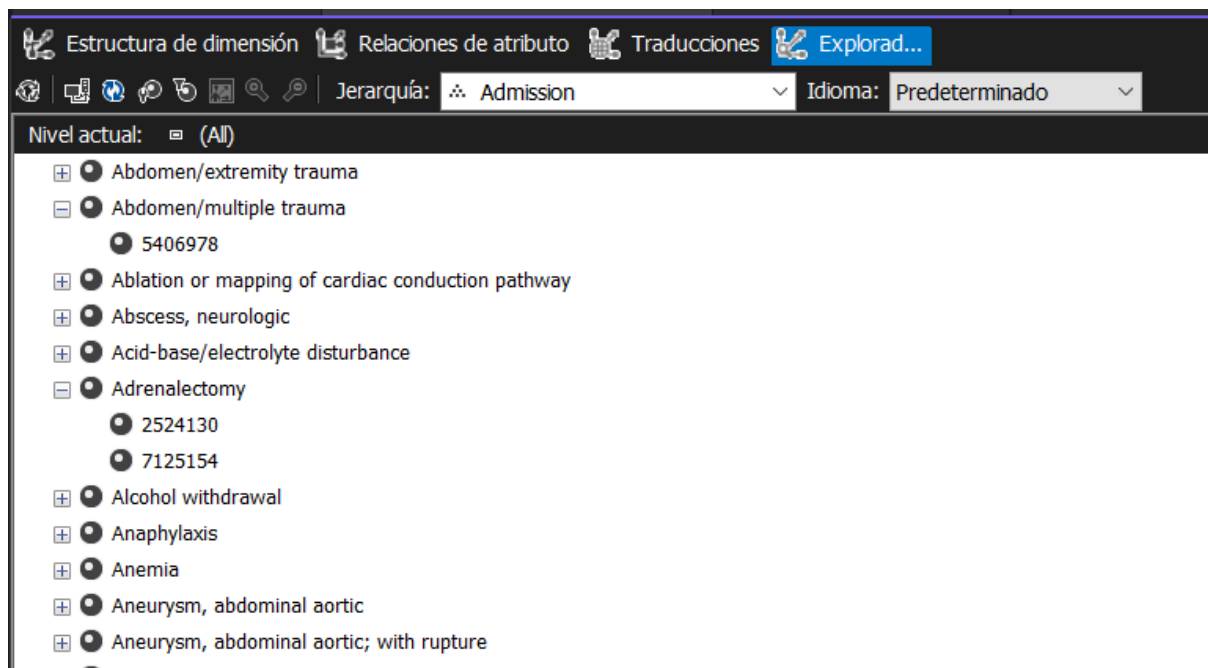 Estructura de dimensión Relaciones de atributo Traducciones Explorad...
Jerarquía: Admission Idioma: Predeterminado
Nivel actual: (All)
Abdomen/extremity trauma
Abdomen/multiple trauma
5406978
Ablation or mapping of cardiac conduction pathway
Abscess, neurologic
Acid-base/electrolyte disturbance
Adrenalectomy
2524130
7125154
Alcohol withdrawal
Anaphylaxis
Anemia
Aneurysm, abdominal aortic
Aneurysm, abdominal aortic; with rupture